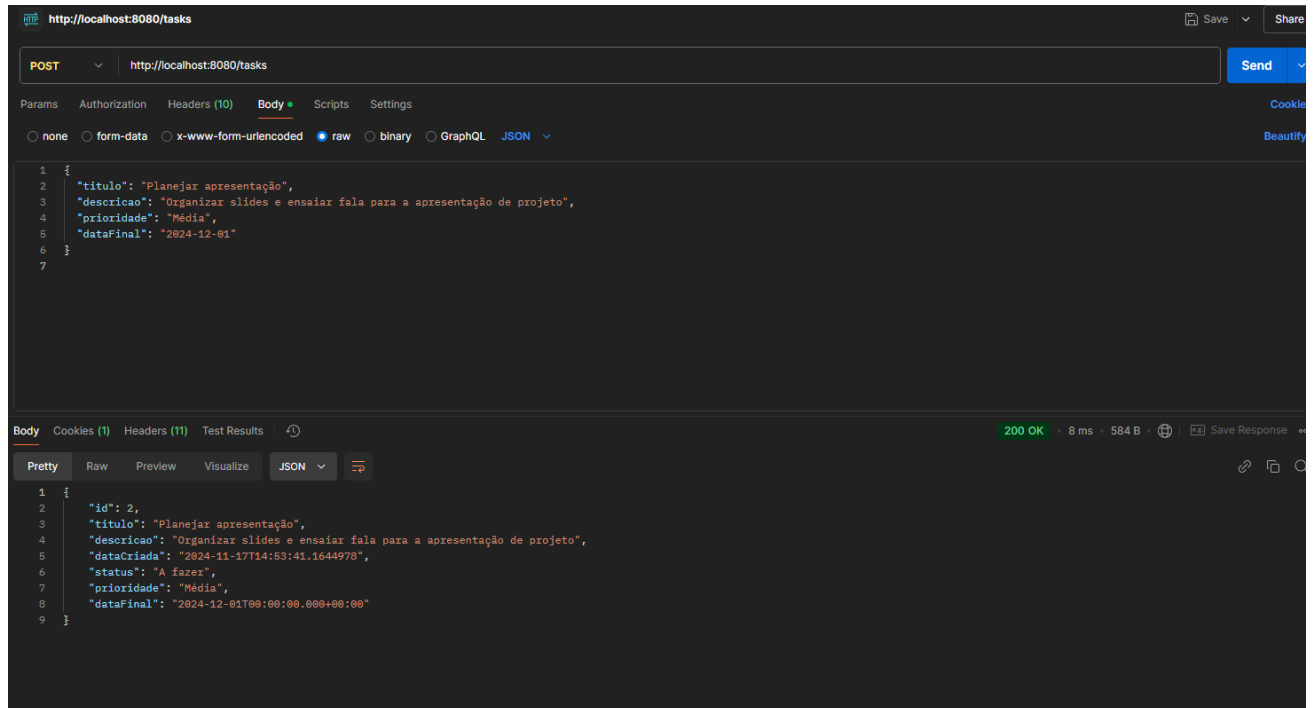 HTTP http://localhost:8080/tasks Save Share
POST http://localhost:8080/tasks Send
Params Authorization Headers (10) Body Scripts Settings Cookie
none form-data x-www-form-urlencoded raw binary GraphQL JSON Beautify
1 {
2 "titulo": "Planejar apresentação",
3 "descricao": "Organizar slides e ensaiar fala para a apresentação de projeto",
4 "prioridade": "Média",
5 "dataFinal": "2024-12-01"
6 }
7
Body Cookies (1) Headers (11) Test Results 200 OK • 8 ms • 584 B • Save Response
Pretty Raw Preview Visualize JSON
1 {
2 "id": 2,
3 "titulo": "Planejar apresentação",
4 "descricao": "Organizar slides e ensaiar fala para a apresentação de projeto",
5 "dataCriada": "2024-11-17T14:53:41.1644978",
6 "status": "A fazer",
7 "prioridade": "Média",
8 "dataFinal": "2024-12-01T00:00:00.000+00:00"
9 }